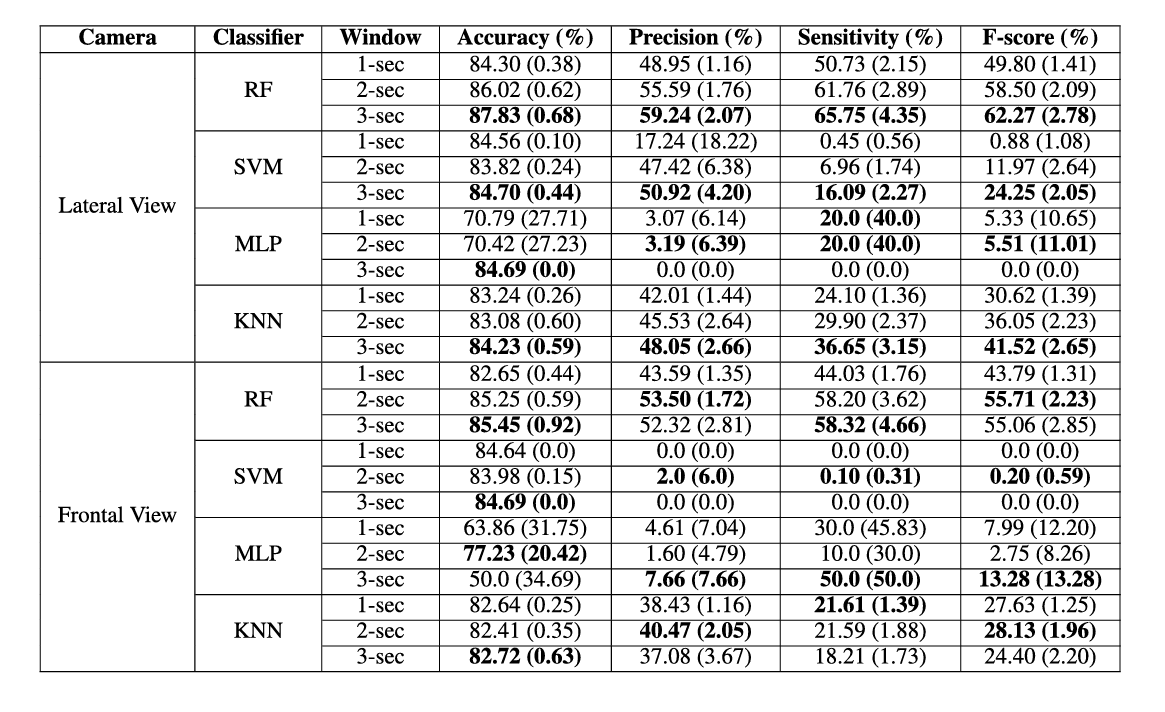 Camera Classifier Window Accuracy (%) Precision (%) Sensitivity (%) F-score (%)
Lateral View RF 1-sec 84.30 (0.38) 48.95 (1.16) 50.73 (2.15) 49.80 (1.41)
2-sec 86.02 (0.62) 55.59 (1.76) 61.76 (2.89) 58.50 (2.09)
3-sec 87.83 (0.68) 59.24 (2.07) 65.75 (4.35) 62.27 (2.78)
SVM 1-sec 84.56 (0.10) 17.24 (18.22) 0.45 (0.56) 0.88 (1.08)
2-sec 83.82 (0.24) 47.42 (6.38) 6.96 (1.74) 11.97 (2.64)
3-sec 84.70 (0.44) 50.92 (4.20) 16.09 (2.27) 24.25 (2.05)
MLP 1-sec 70.79 (27.71) 3.07 (6.14) 20.0 (40.0) 5.33 (10.65)
2-sec 70.42 (27.23) 3.19 (6.39) 20.0 (40.0) 5.51 (11.01)
3-sec 84.69 (0.0) 0.0 (0.0) 0.0 (0.0) 0.0 (0.0)
KNN 1-sec 83.24 (0.26) 42.01 (1.44) 24.10 (1.36) 30.62 (1.39)
2-sec 83.08 (0.60) 45.53 (2.64) 29.90 (2.37) 36.05 (2.23)
3-sec 84.23 (0.59) 48.05 (2.66) 36.65 (3.15) 41.52 (2.65)
Frontal View RF 1-sec 82.65 (0.44) 43.59 (1.35) 44.03 (1.76) 43.79 (1.31)
2-sec 85.25 (0.59) 53.50 (1.72) 58.20 (3.62) 55.71 (2.23)
3-sec 85.45 (0.92) 52.32 (2.81) 58.32 (4.66) 55.06 (2.85)
SVM 1-sec 84.64 (0.0) 0.0 (0.0) 0.0 (0.0) 0.0 (0.0)
2-sec 83.98 (0.15) 2.0 (6.0) 0.10 (0.31) 0.20 (0.59)
3-sec 84.69 (0.0) 0.0 (0.0) 0.0 (0.0) 0.0 (0.0)
MLP 1-sec 63.86 (31.75) 4.61 (7.04) 30.0 (45.83) 7.99 (12.20)
2-sec 77.23 (20.42) 1.60 (4.79) 10.0 (30.0) 2.75 (8.26)
3-sec 50.0 (34.69) 7.66 (7.66) 50.0 (50.0) 13.28 (13.28)
KNN 1-sec 82.64 (0.25) 38.43 (1.16) 21.61 (1.39) 27.63 (1.25)
2-sec 82.41 (0.35) 40.47 (2.05) 21.59 (1.88) 28.13 (1.96)
3-sec 82.72 (0.63) 37.08 (3.67) 18.21 (1.73) 24.40 (2.20)